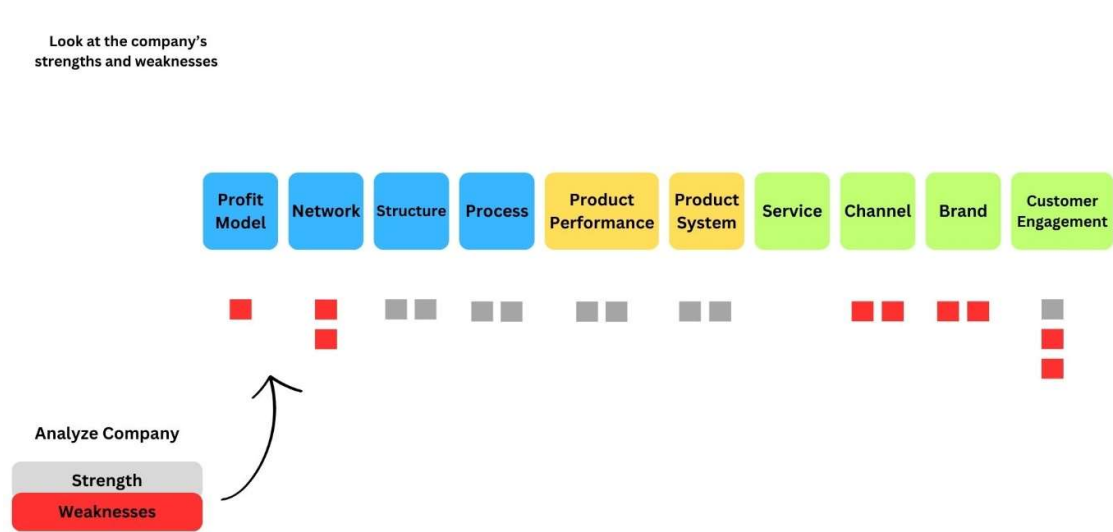 Look at the company's
strengths and weaknesses
Profit
Model
Network
Structure
Process
Product
Performance
Product
System
Service
Channel
Brand
Customer
Engagement
Analyze Company
Strength
Weaknesses